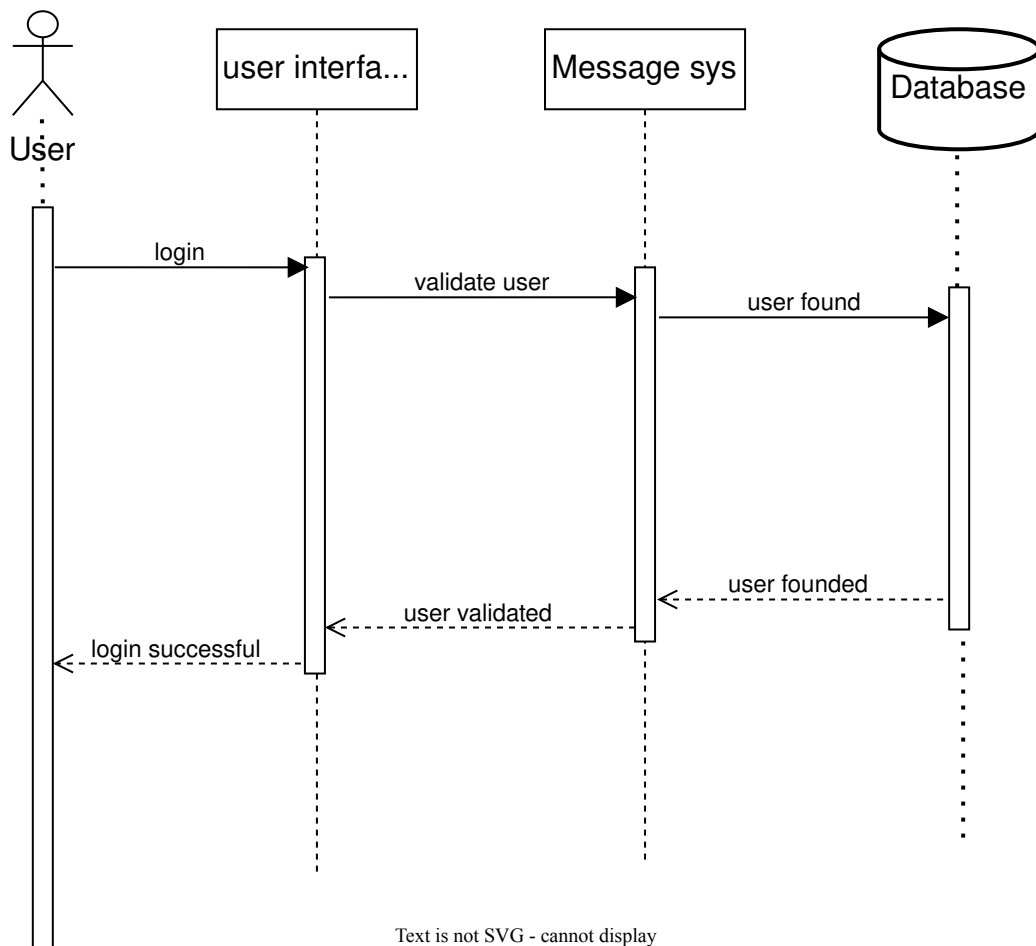 user interfa...
Message sys
Database
User
login
validate user
user found
user founded
user validated
login successful
Text is not SVG - cannot display